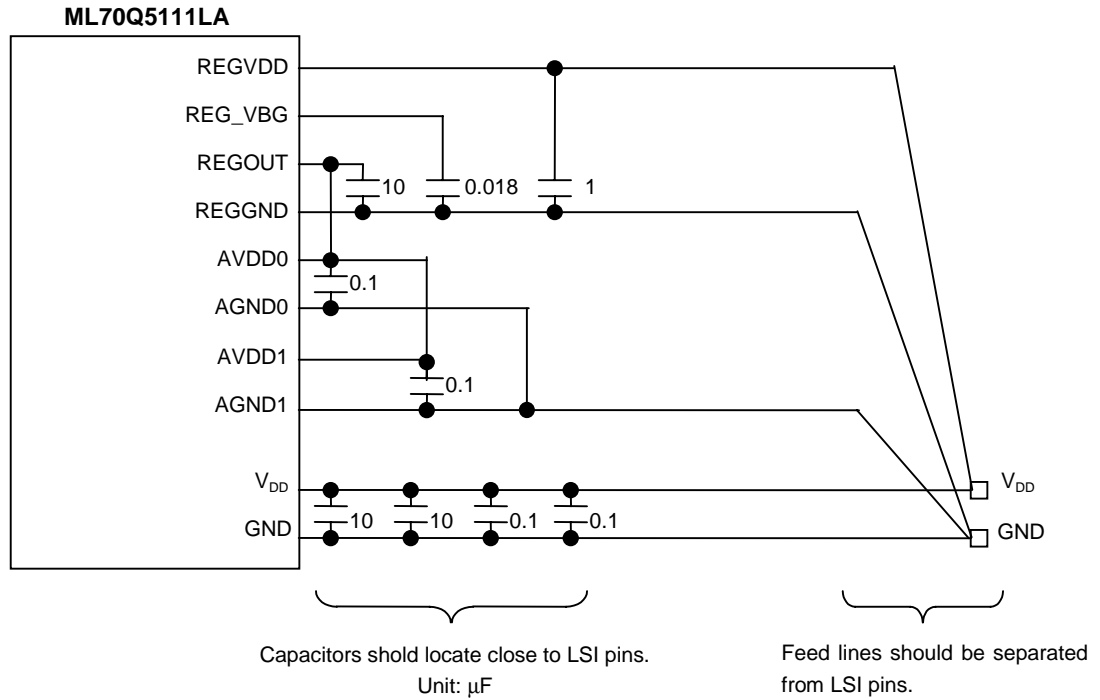 ML70Q5111LA
REGVDD
REG_VBG
REGOUT
10
0.018
1
REGGND
AVDD0
0.1
AGND0
AVDD1
0.1
AGND1
VDD
VDD
10
10
0.1
0.1
GND
GND
Capacitors shold locate close to LSI pins.
Unit: μF
Feed lines should be separated
from LSI pins.